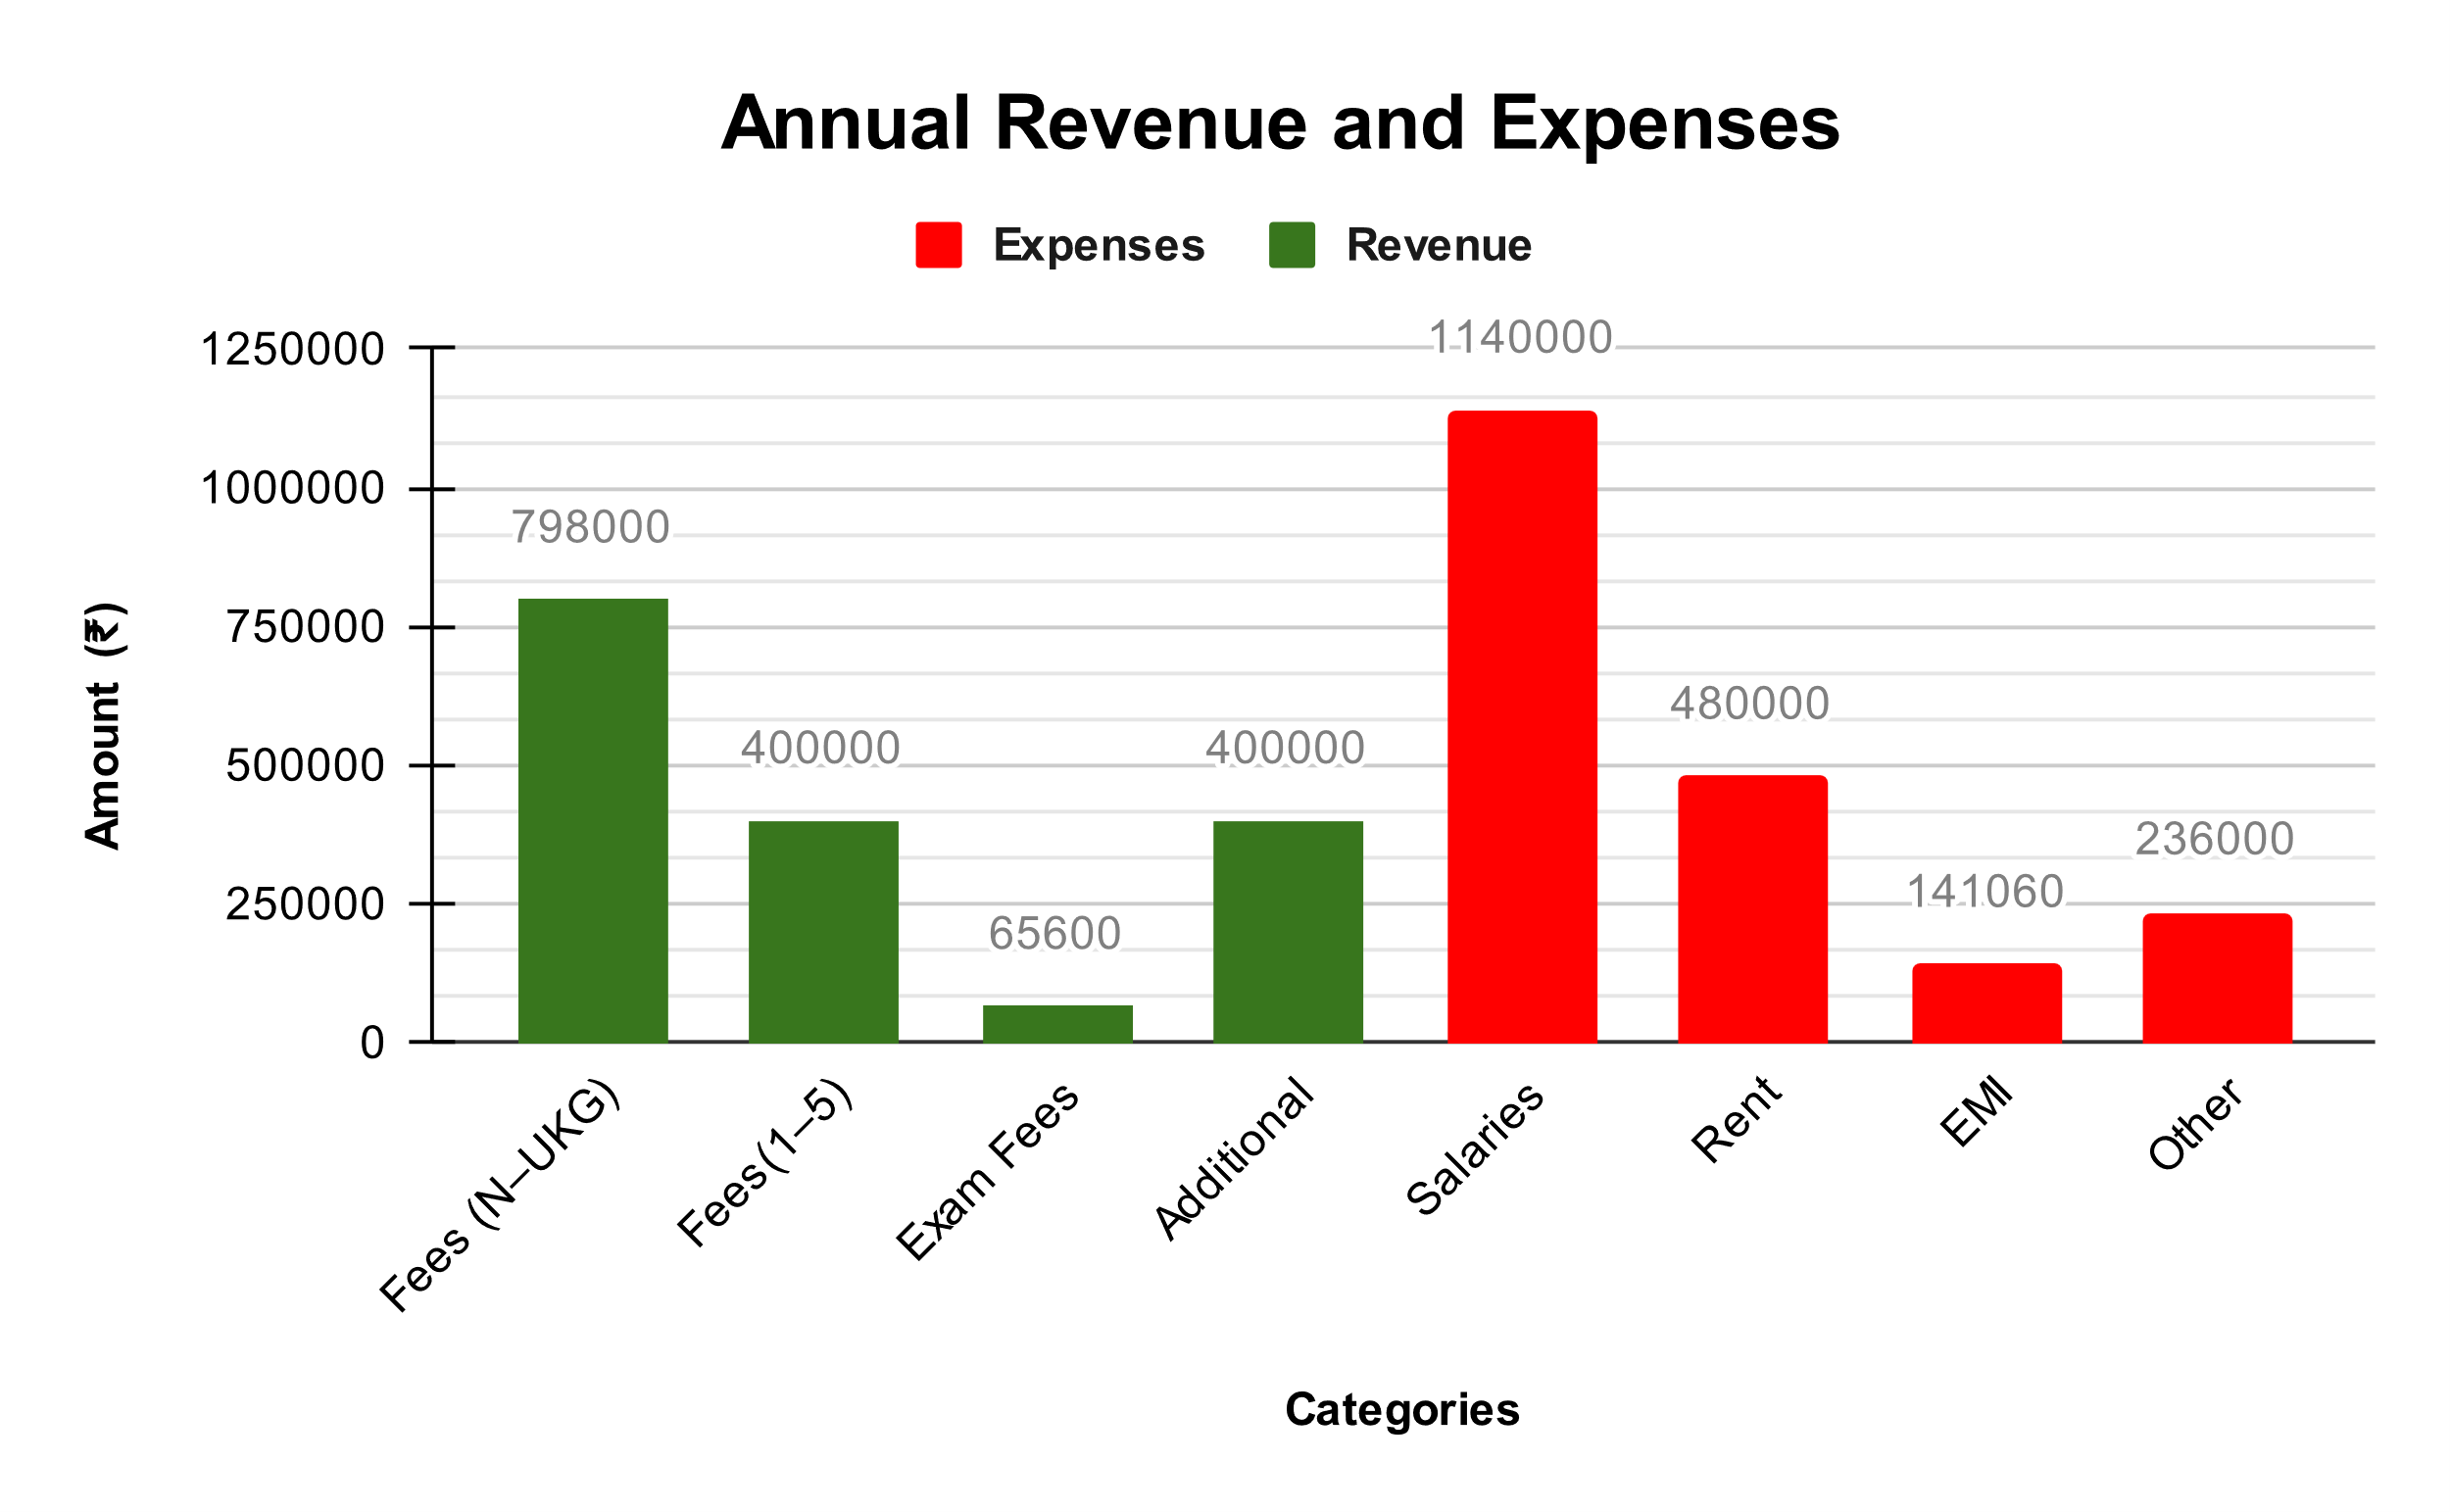 Annual Revenue and Expenses
Expenses Revenue
1250000
1000000
750000
500000
250000
0
Amount (₹)
798000
400000
65600
400000
1140000
480000
141060
236000
Fees (N–UKG)
Fees(1–5)
Exam Fees
Additional
Salaries
Rent
EMI
Other
Categories